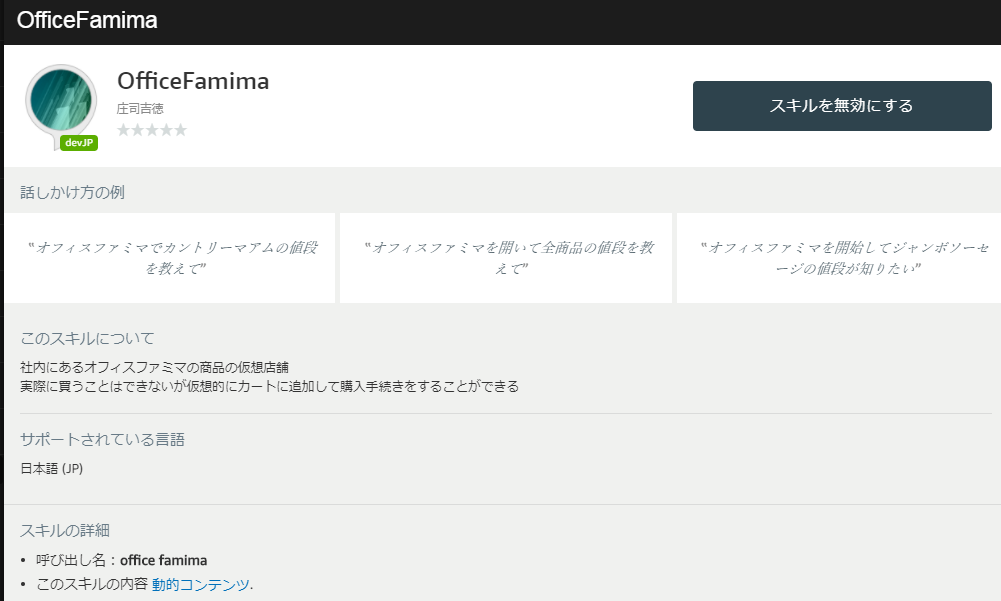 OfficeFamima
OfficeFamima
庄司吉徳
devJP
スキルを無効にする
話しかけ方の例
“オフィスファミマでカントリーマアムの値段
を教えて”
“オフィスファミマを開いて全商品の値段を教
えて”
“オフィスファミマを開始してジャンボソーセ
ージの値段が知りたい”
このスキルについて
社内にあるオフィスファミマの商品の仮想店舗
実際に買うことはできないが仮想的にカートに追加して購入手続きをすることができる
サポートされている言語
日本語 (JP)
スキルの詳細
• 呼び出し名：office famima
• このスキルの内容 動的コンテンツ.